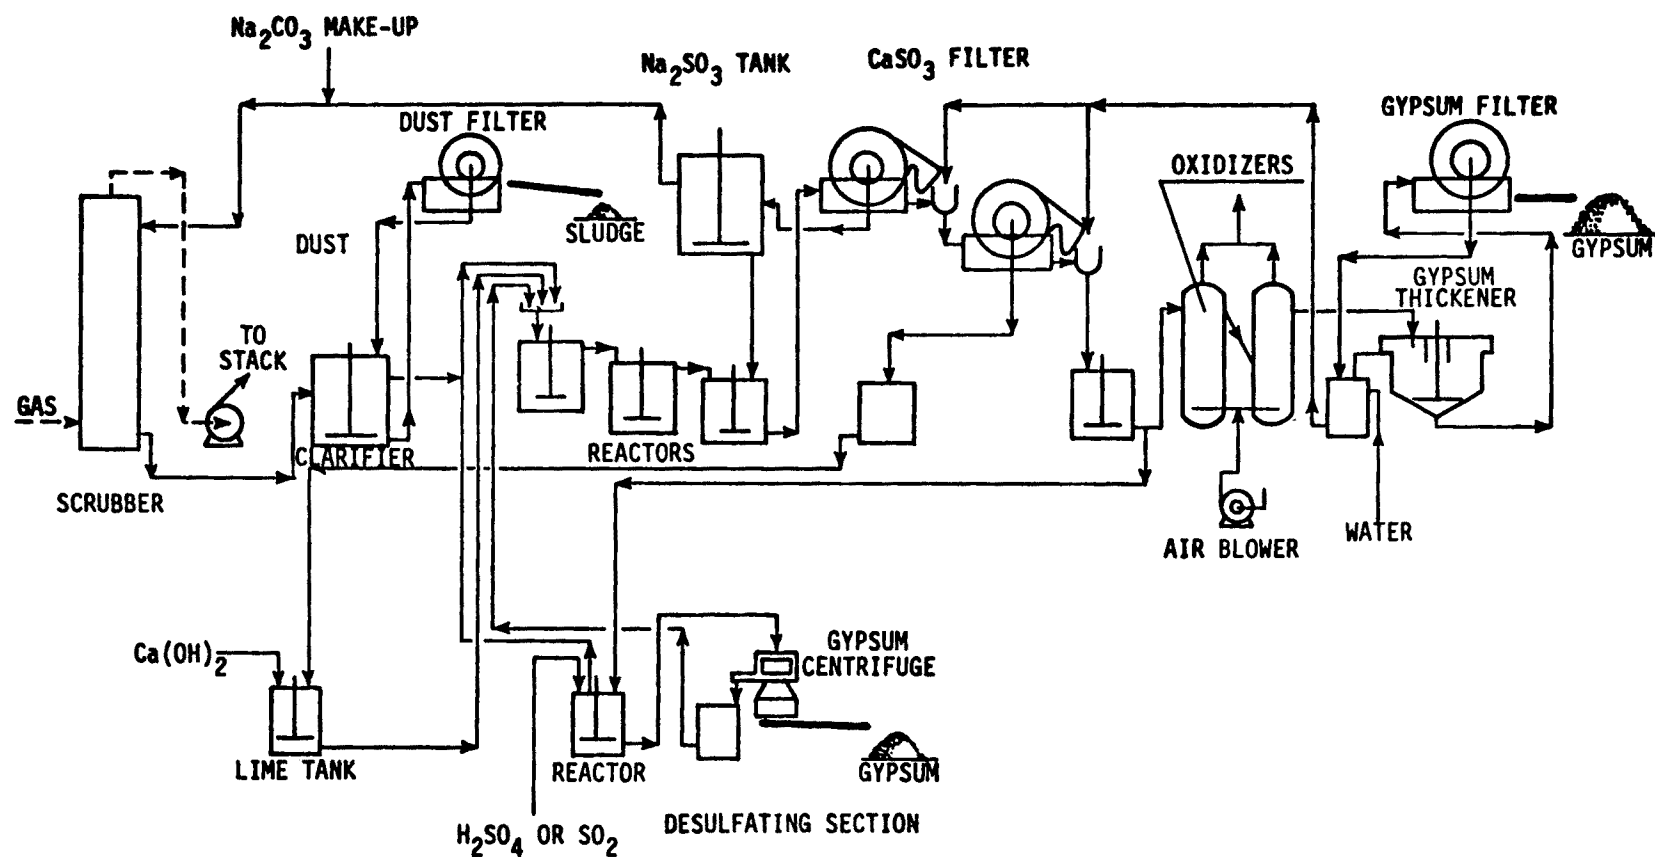 Na2CO3 MAKE-UP
Na2SO3 TANK
CaSO3 FILTER
GYPSUM FILTER
DUST FILTER
OXIDIZERS
SLUDGE
DUST
GYPSUM
GYPSUM
THICKENER
TO
STACK
GAS
CLARIFIER
REACTORS
SCRUBBER
AIR BLOWER
WATER
Ca(OH)2
GYPSUM
CENTRIFUGE
LIME TANK
REACTOR
GYPSUM
H2SO4 OR SO2
DESULFATING SECTION